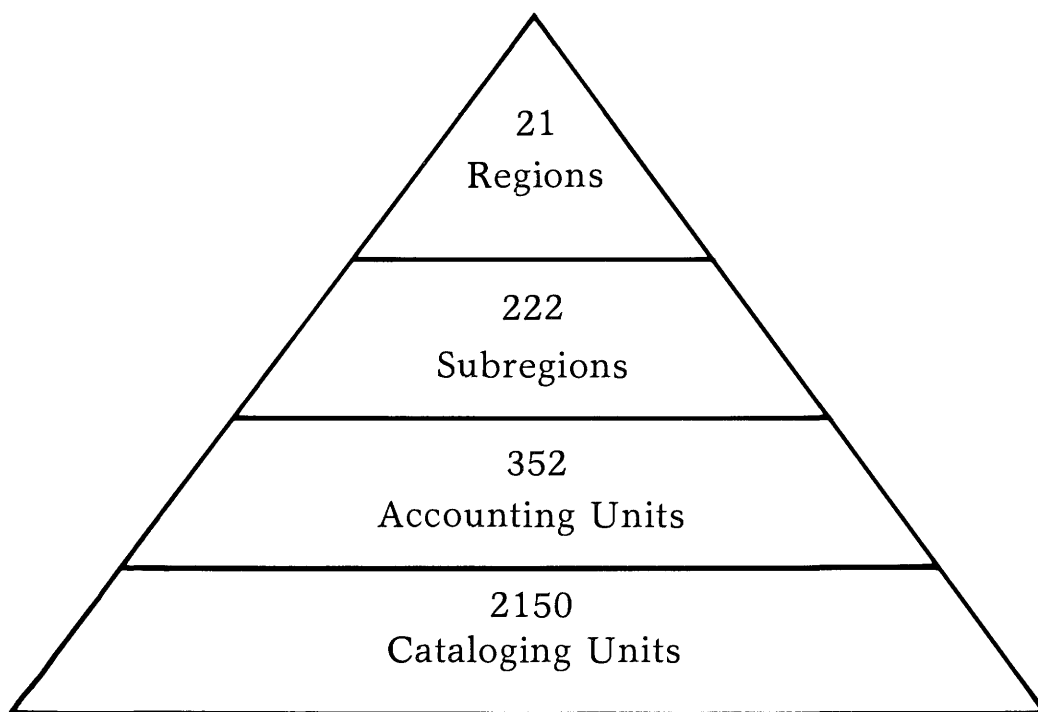 21
Regions
222
Subregions
352
Accounting Units
2150
Cataloging Units